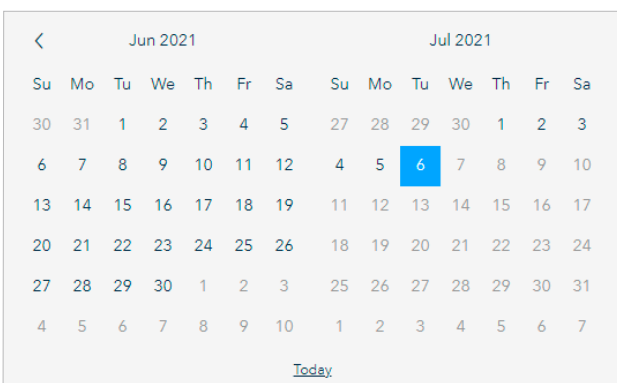 Jun 2021 Jul 2021
Su Mo Tu We Th Fr Sa Su Mo Tu We Th Fr Sa
30 31 1 2 3 4 5 27 28 29 30 1 2 3
6 7 8 9 10 11 12 4 5 6 7 8 9 10
13 14 15 16 17 18 19 11 12 13 14 15 16 17
20 21 22 23 24 25 26 18 19 20 21 22 23 24
27 28 29 30 1 2 3 25 26 27 28 29 30 31
4 5 6 7 8 9 10 1 2 3 4 5 6 7
Today